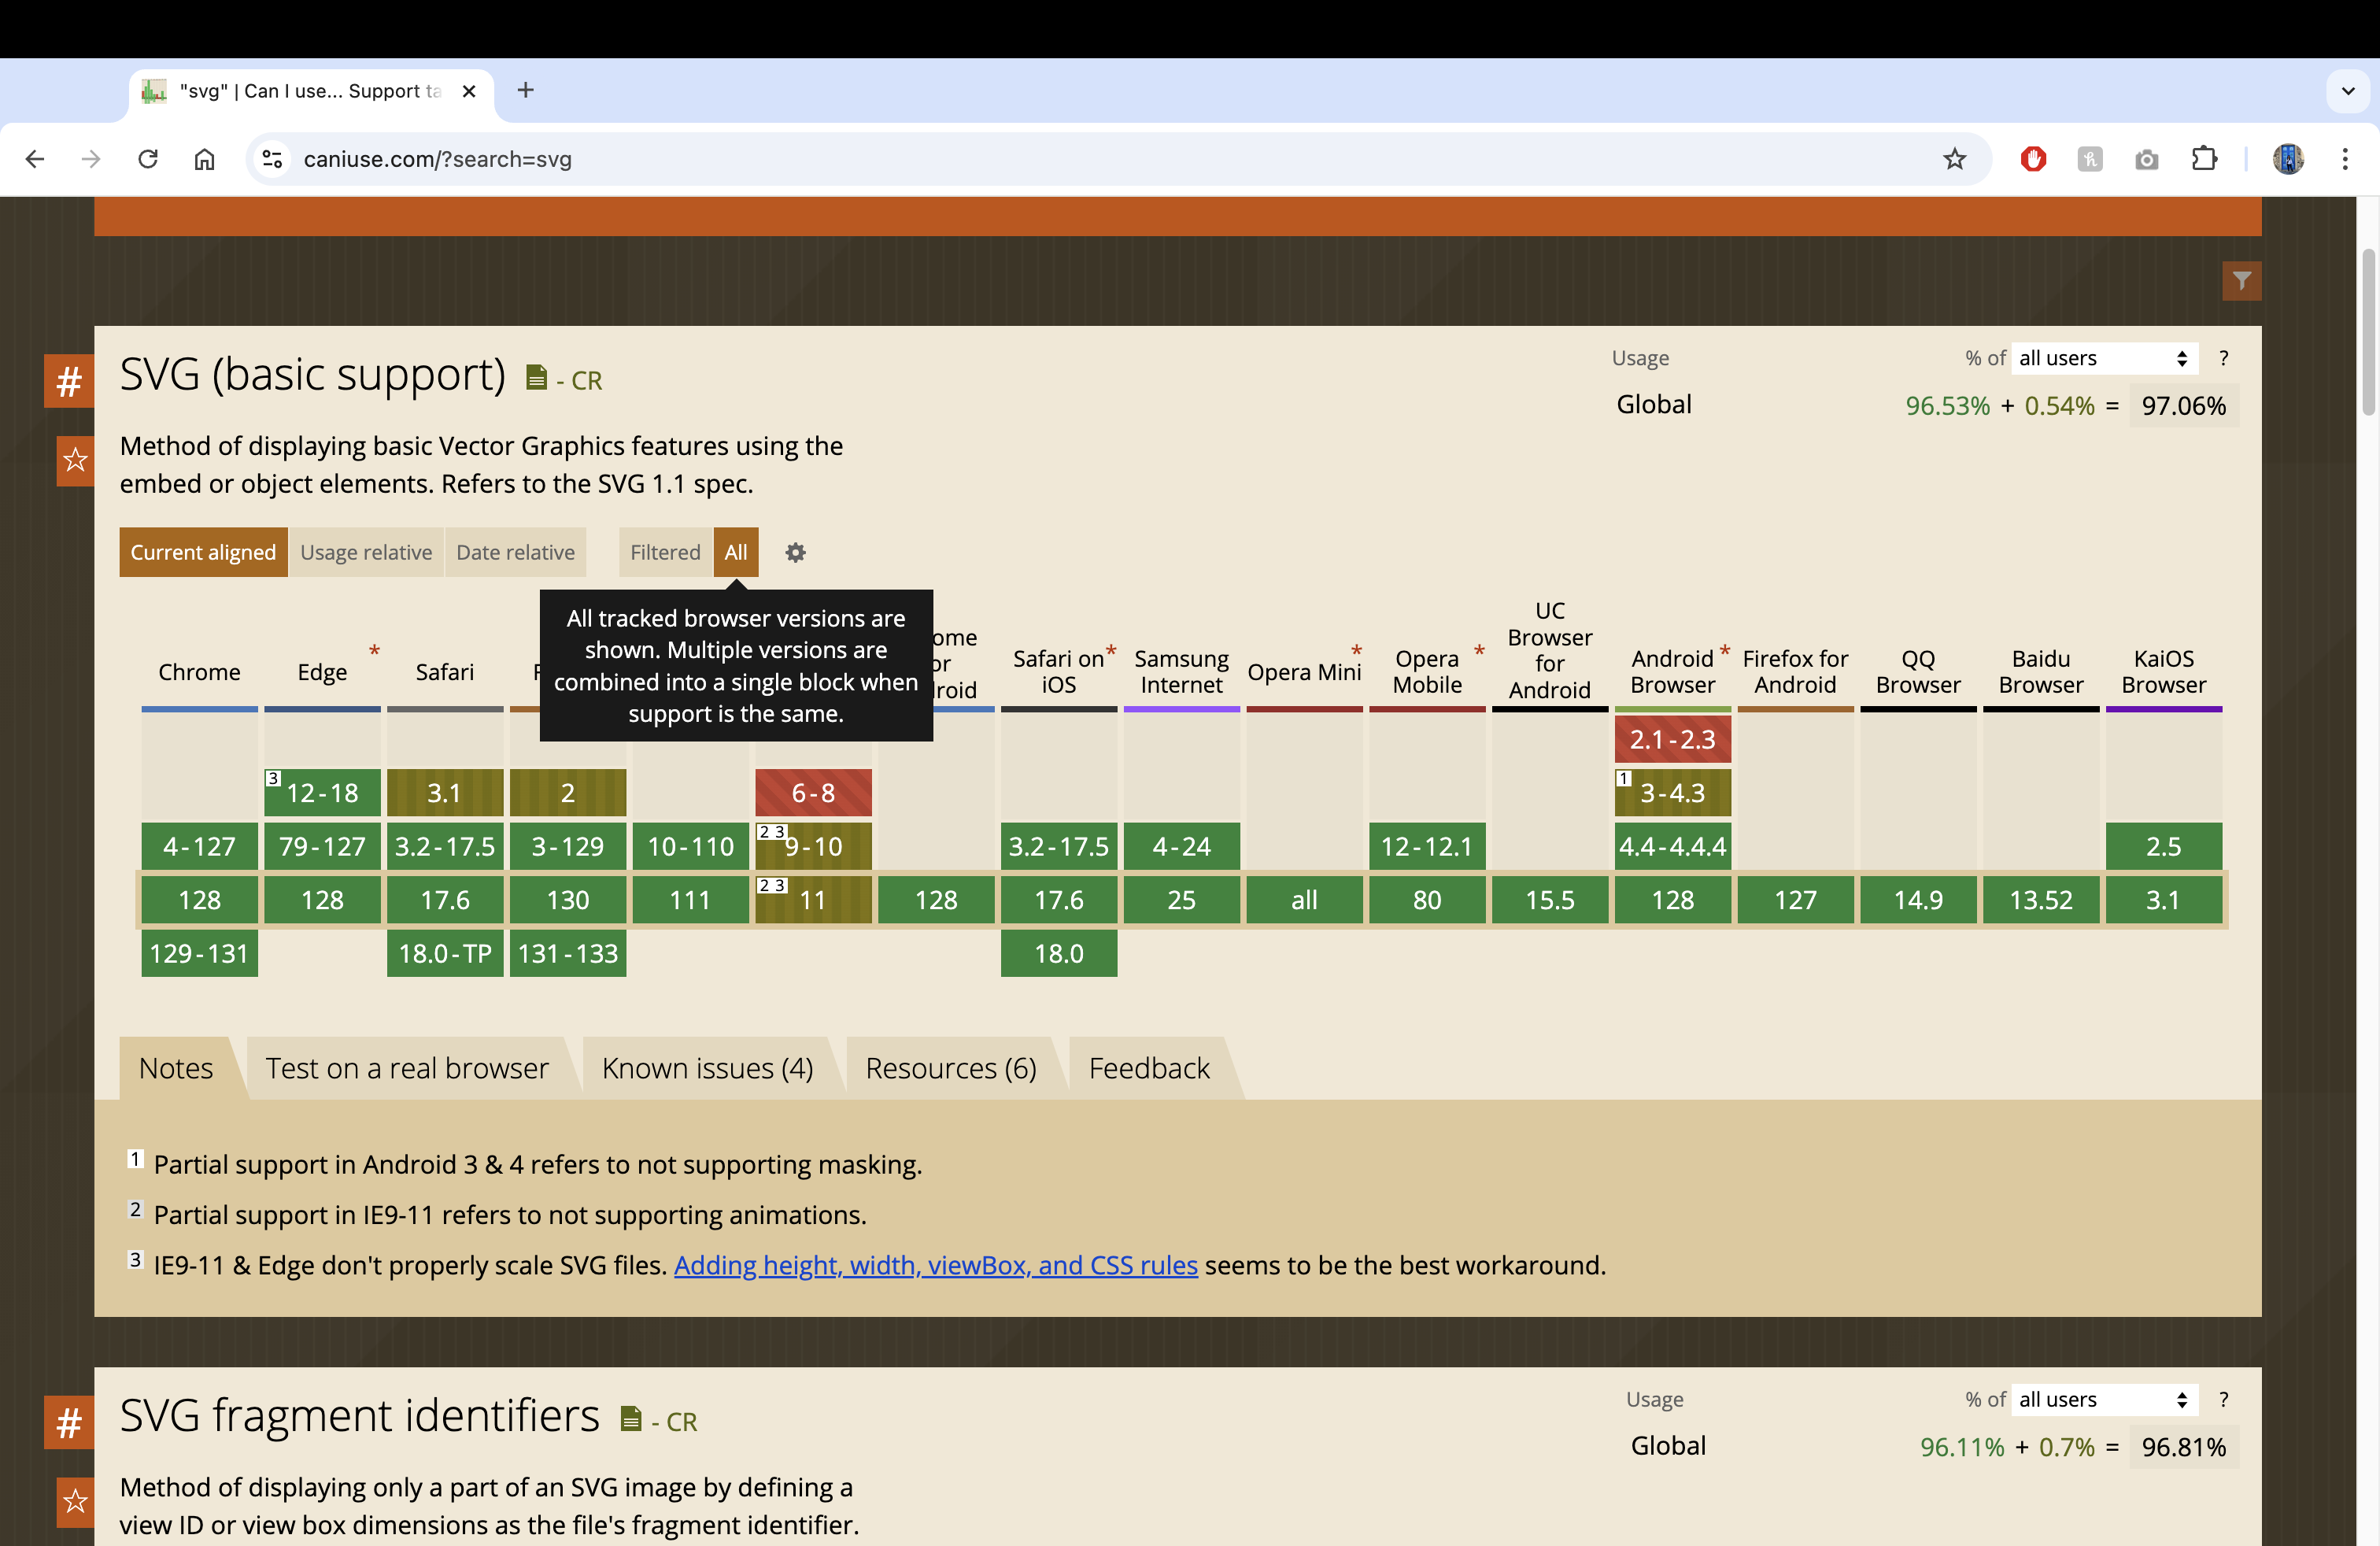 "svg" | Can I use... Support ta
caniuse.com/?search=svg
#
SVG (basic support) - CR
Usage % of all users ?
Global 96.53% + 0.54% = 97.06%
Method of displaying basic Vector Graphics features using the
embed or object elements. Refers to the SVG 1.1 spec.
Current aligned Usage relative Date relative Filtered All
All tracked browser versions are
shown. Multiple versions are
combined into a single block when
support is the same.
Chrome
Edge *
Safari
Safari on *
iOS
Samsung
Internet
Opera Mini *
Opera *
Mobile
UC
Browser
for
Android
Android *
Browser
Firefox for
Android
QQ
Browser
Baidu
Browser
KaiOS
Browser
2.1-2.3
3 12-18 3.1 2 6-8 1 3-4.3
4-127 79-127 3.2-17.5 3-129 10-110 2 3 9-10 3.2-17.5 4-24 12-12.1 4.4-4.4.4 2.5
128 128 17.6 130 111 2 3 11 128 17.6 25 all 80 15.5 128 127 14.9 13.52 3.1
129-131 18.0-TP 131-133 18.0
Notes Test on a real browser Known issues (4) Resources (6) Feedback
1 Partial support in Android 3 & 4 refers to not supporting masking.
2 Partial support in IE9-11 refers to not supporting animations.
3 IE9-11 & Edge don't properly scale SVG files. Adding height, width, viewBox, and CSS rules seems to be the best workaround.
#
SVG fragment identifiers - CR
Usage % of all users ?
Global 96.11% + 0.7% = 96.81%
Method of displaying only a part of an SVG image by defining a
view ID or view box dimensions as the file's fragment identifier.